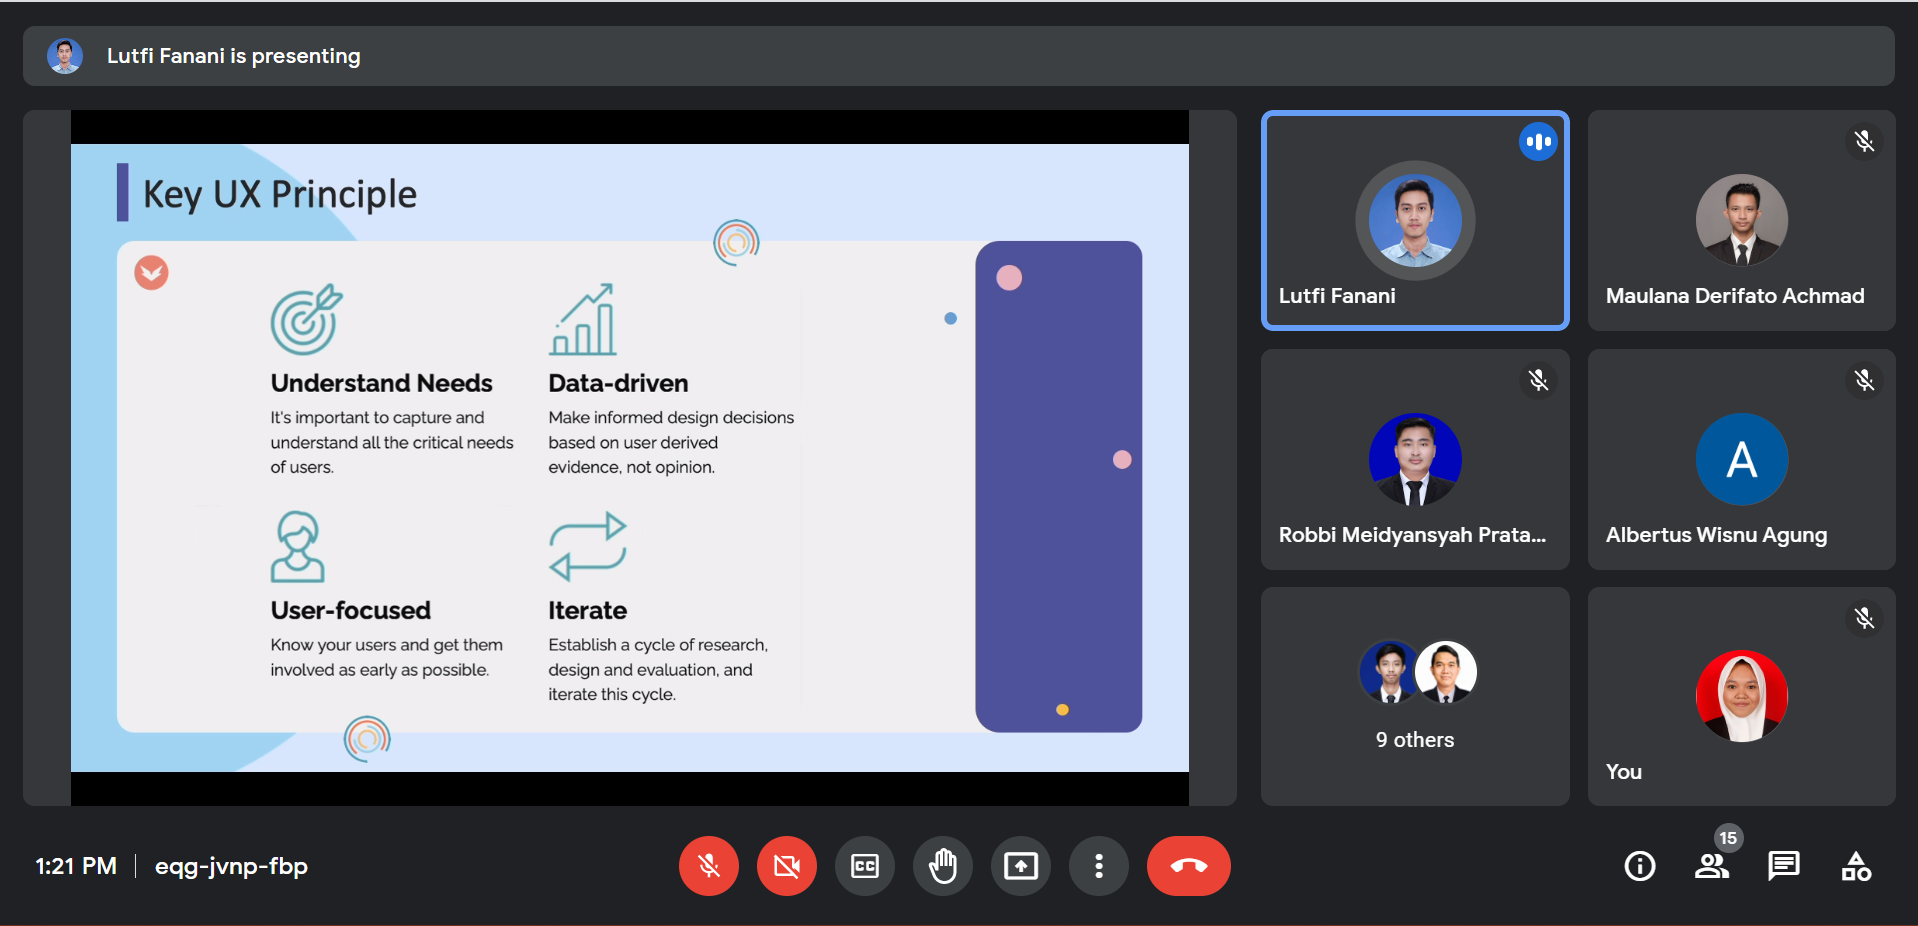 Lutfi Fanani is presenting
Key UX Principle
Understand Needs
It's important to capture and
understand all the critical needs
of users.
Data-driven
Make informed design decisions
based on user derived
evidence, not opinion.
User-focused
Know your users and get them
involved as early as possible.
Iterate
Establish a cycle of research,
design and evaluation, and
iterate this cycle.
Lutfi Fanani
Maulana Derifato Achmad
Robbi Meidyansyah Prata...
A
Albertus Wisnu Agung
9 others
You
1:21 PM
eqg-jvnp-fbp
CC
15